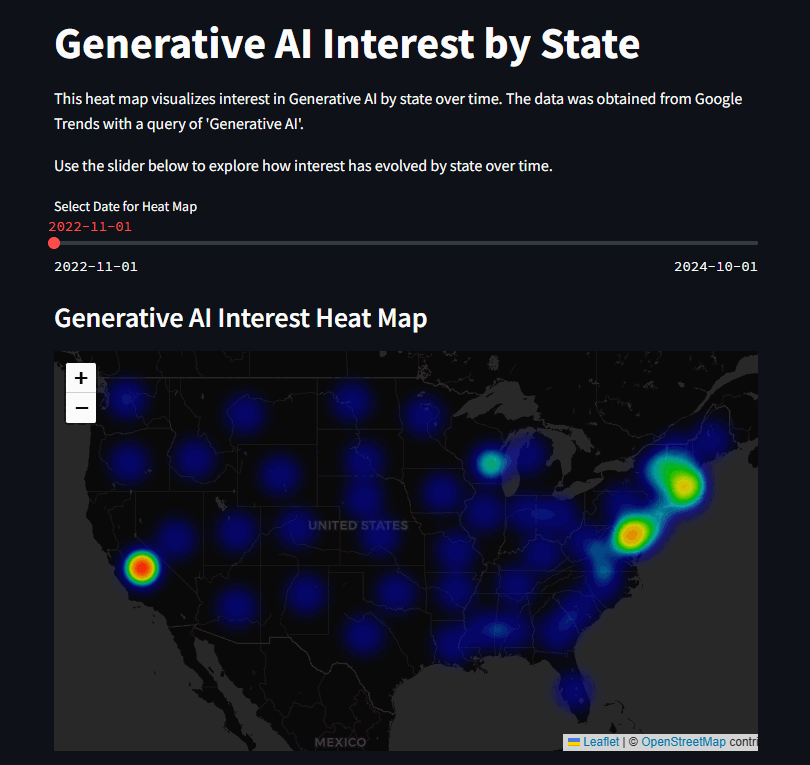 Generative AI Interest by State
This heat map visualizes interest in Generative AI by state over time. The data was obtained from Google
Trends with a query of 'Generative AI'.
Use the slider below to explore how interest has evolved by state over time.
Select Date for Heat Map
2022-11-01
2022-11-01 2024-10-01
Generative AI Interest Heat Map
+
−
UNITED STATES
MEXICO
Leaflet | © OpenStreetMap contri